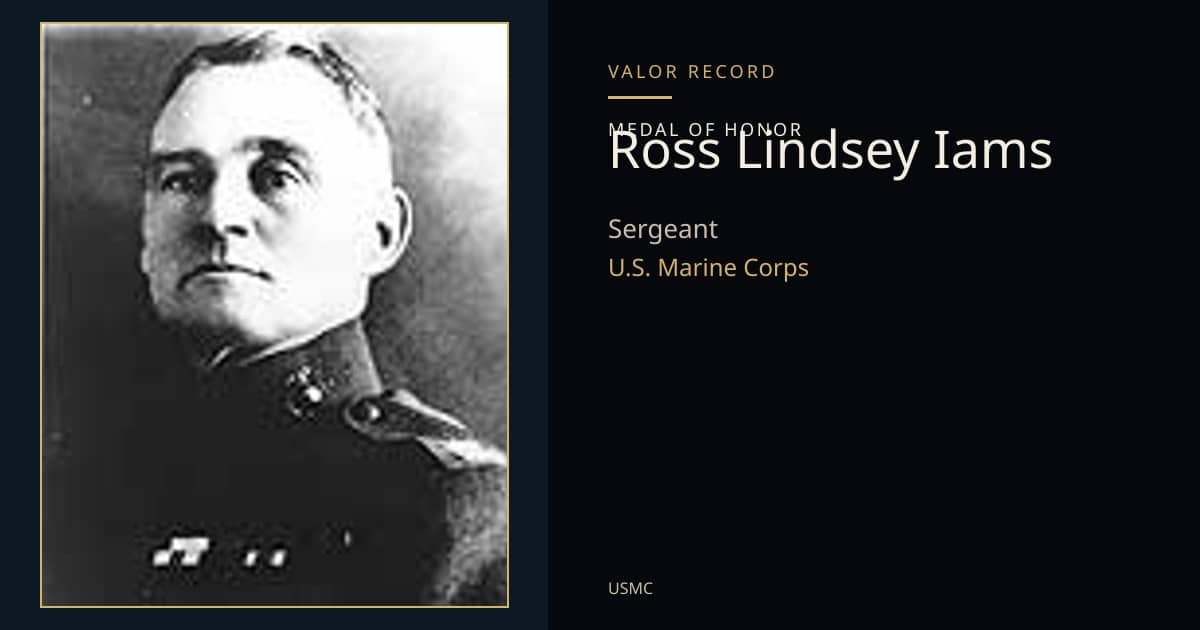 VALOR RECORD
MEDAL OF HONOR
Ross Lindsey Iams
Sergeant
U.S. Marine Corps
USMC